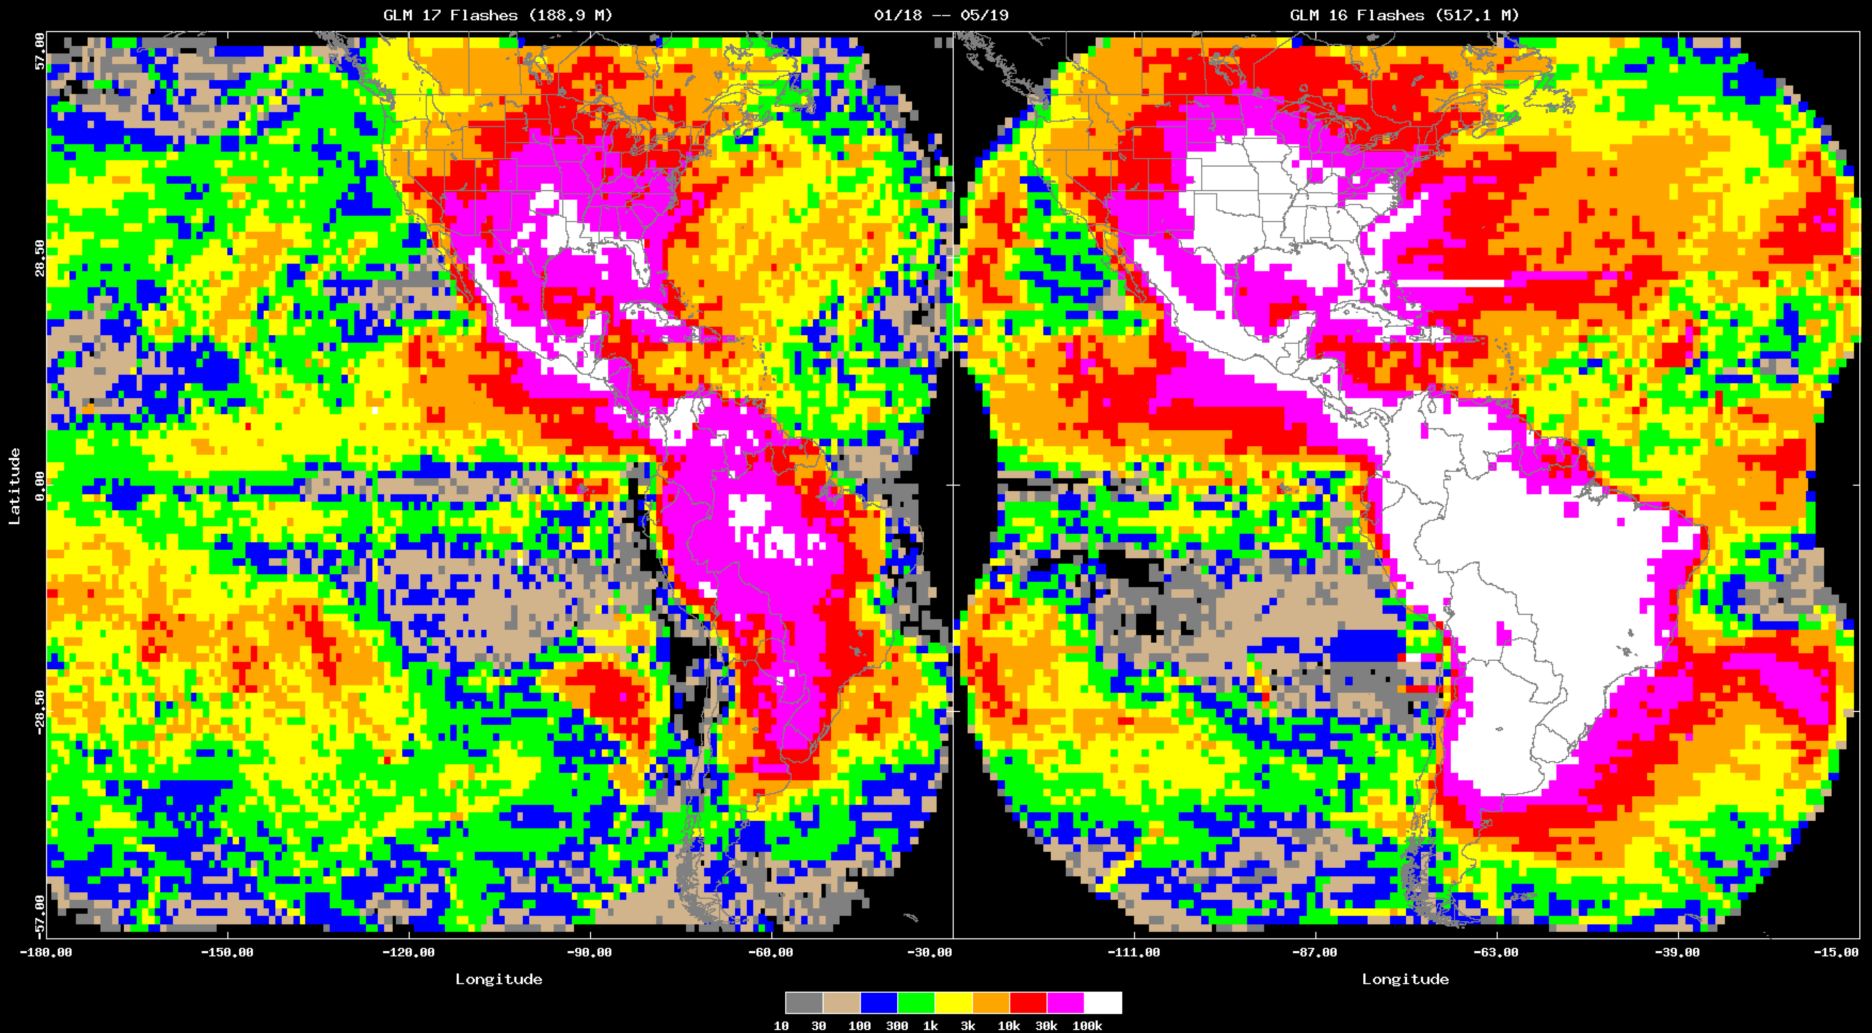 GLM 17 Flashes (188.9 M)
01/18 -- 05/19
GLM 16 Flashes (517.1 M)
57.00
28.50
0.00
-28.50
-57.00
Latitude
-180.00
-150.00
-120.00
-90.00
-60.00
-30.00
-111.00
-87.00
-63.00
-39.00
-15.00
Longitude
Longitude
10 30 100 300 1k 3k 10k 30k 100k